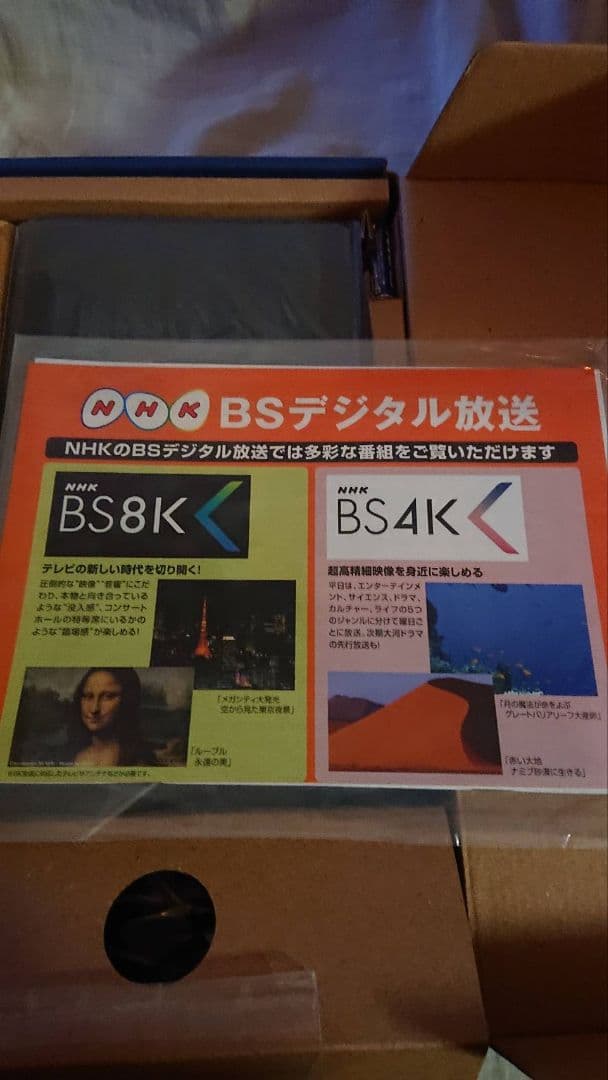 NHK BSデジタル放送
NHKのBSデジタル放送では多彩な番組をご覧いただけます
NHK
BS8K
テレビの新しい時代を切り開く!
圧倒的な"映像""音響"にこだ
わり、本物と向き合っている
ような"没入感"、コンサート
ホールの特等席にいるかの
ような"臨場感"が楽しめる!
「メガシティ大発光
空から見た東京夜景」
「ルーブル
永遠の美」
NHK
BS4K
超高精細映像を身近に楽しめる
平日は、エンターテインメ
ント、サイエンス、ドラマ、
カルチャー、ライフの5つ
のジャンルに分けて曜日ご
とに放送。次期大河ドラマ
の先行放送も!
「月の魔法が命をよぶ
グレートバリアリーフ大産卵」
「赤い大地
ナミブ砂漠に生きる」